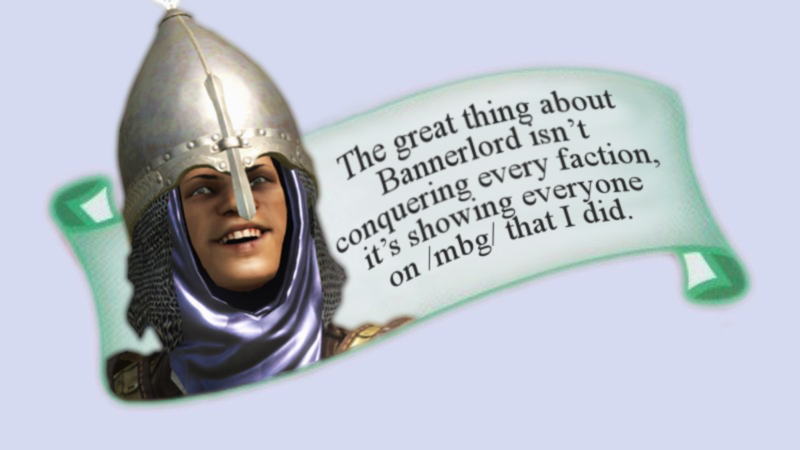 The great thing about
Bannerlord isn't
conquering every faction,
it's showing everyone
on /mbg/ that I did.